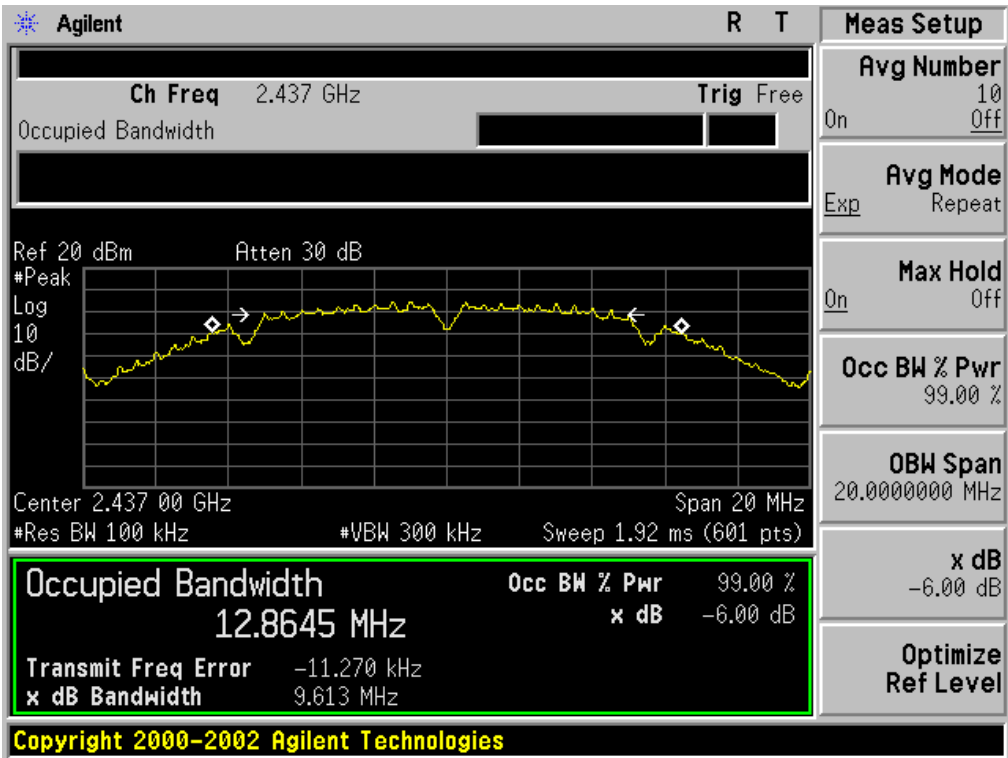 Agilent R T
Ch Freq 2.437 GHz Trig Free
Occupied Bandwidth
Ref 20 dBm Atten 30 dB
#Peak
Log
10
dB/
Center 2.437 00 GHz Span 20 MHz
#Res BW 100 kHz #VBW 300 kHz Sweep 1.92 ms (601 pts)
Occupied Bandwidth Occ BW % Pwr 99.00 %
12.8645 MHz x dB -6.00 dB
Transmit Freq Error -11.270 kHz
x dB Bandwidth 9.613 MHz
Copyright 2000-2002 Agilent Technologies
Meas Setup
Avg Number
10
On Off
Avg Mode
Exp Repeat
Max Hold
On Off
Occ BW % Pwr
99.00 %
OBW Span
20.0000000 MHz
x dB
-6.00 dB
Optimize
Ref Level